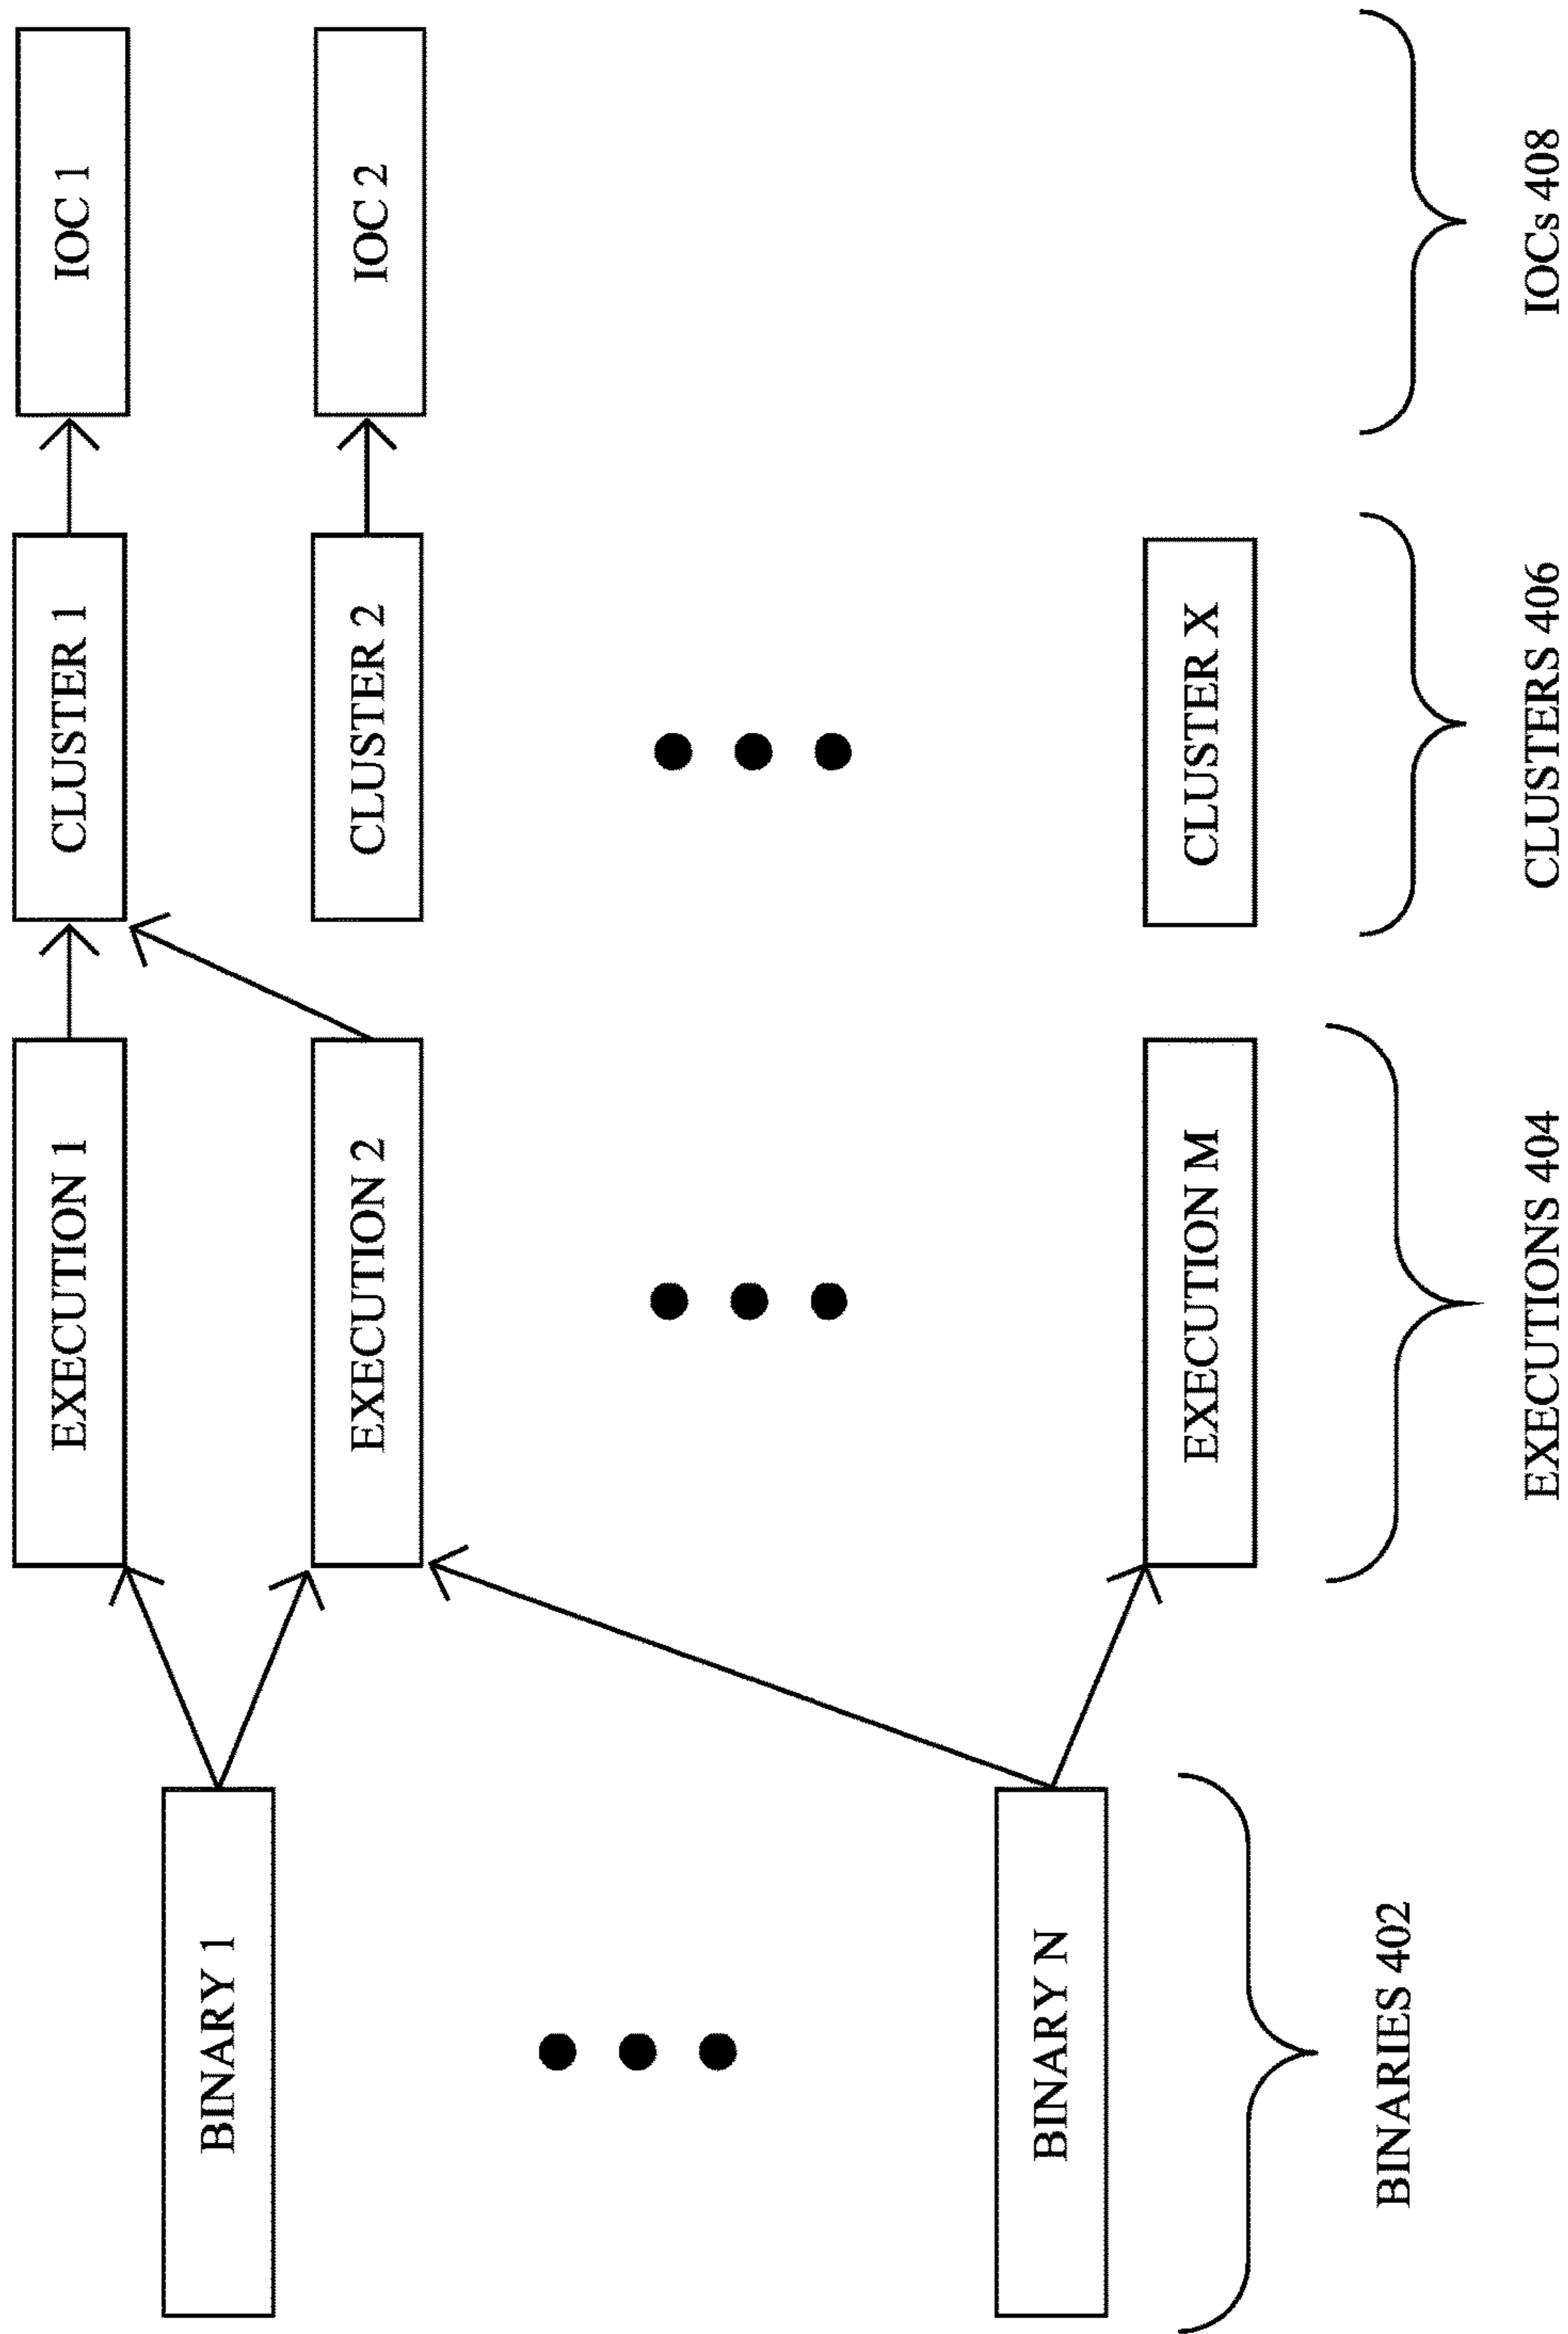 BINARY 1
BINARY N
BINARIES 402
EXECUTION 1
EXECUTION 2
EXECUTION M
EXECUTIONS 404
CLUSTER 1
CLUSTER 2
CLUSTER X
CLUSTERS 406
IOC 1
IOC 2
IOCs 408